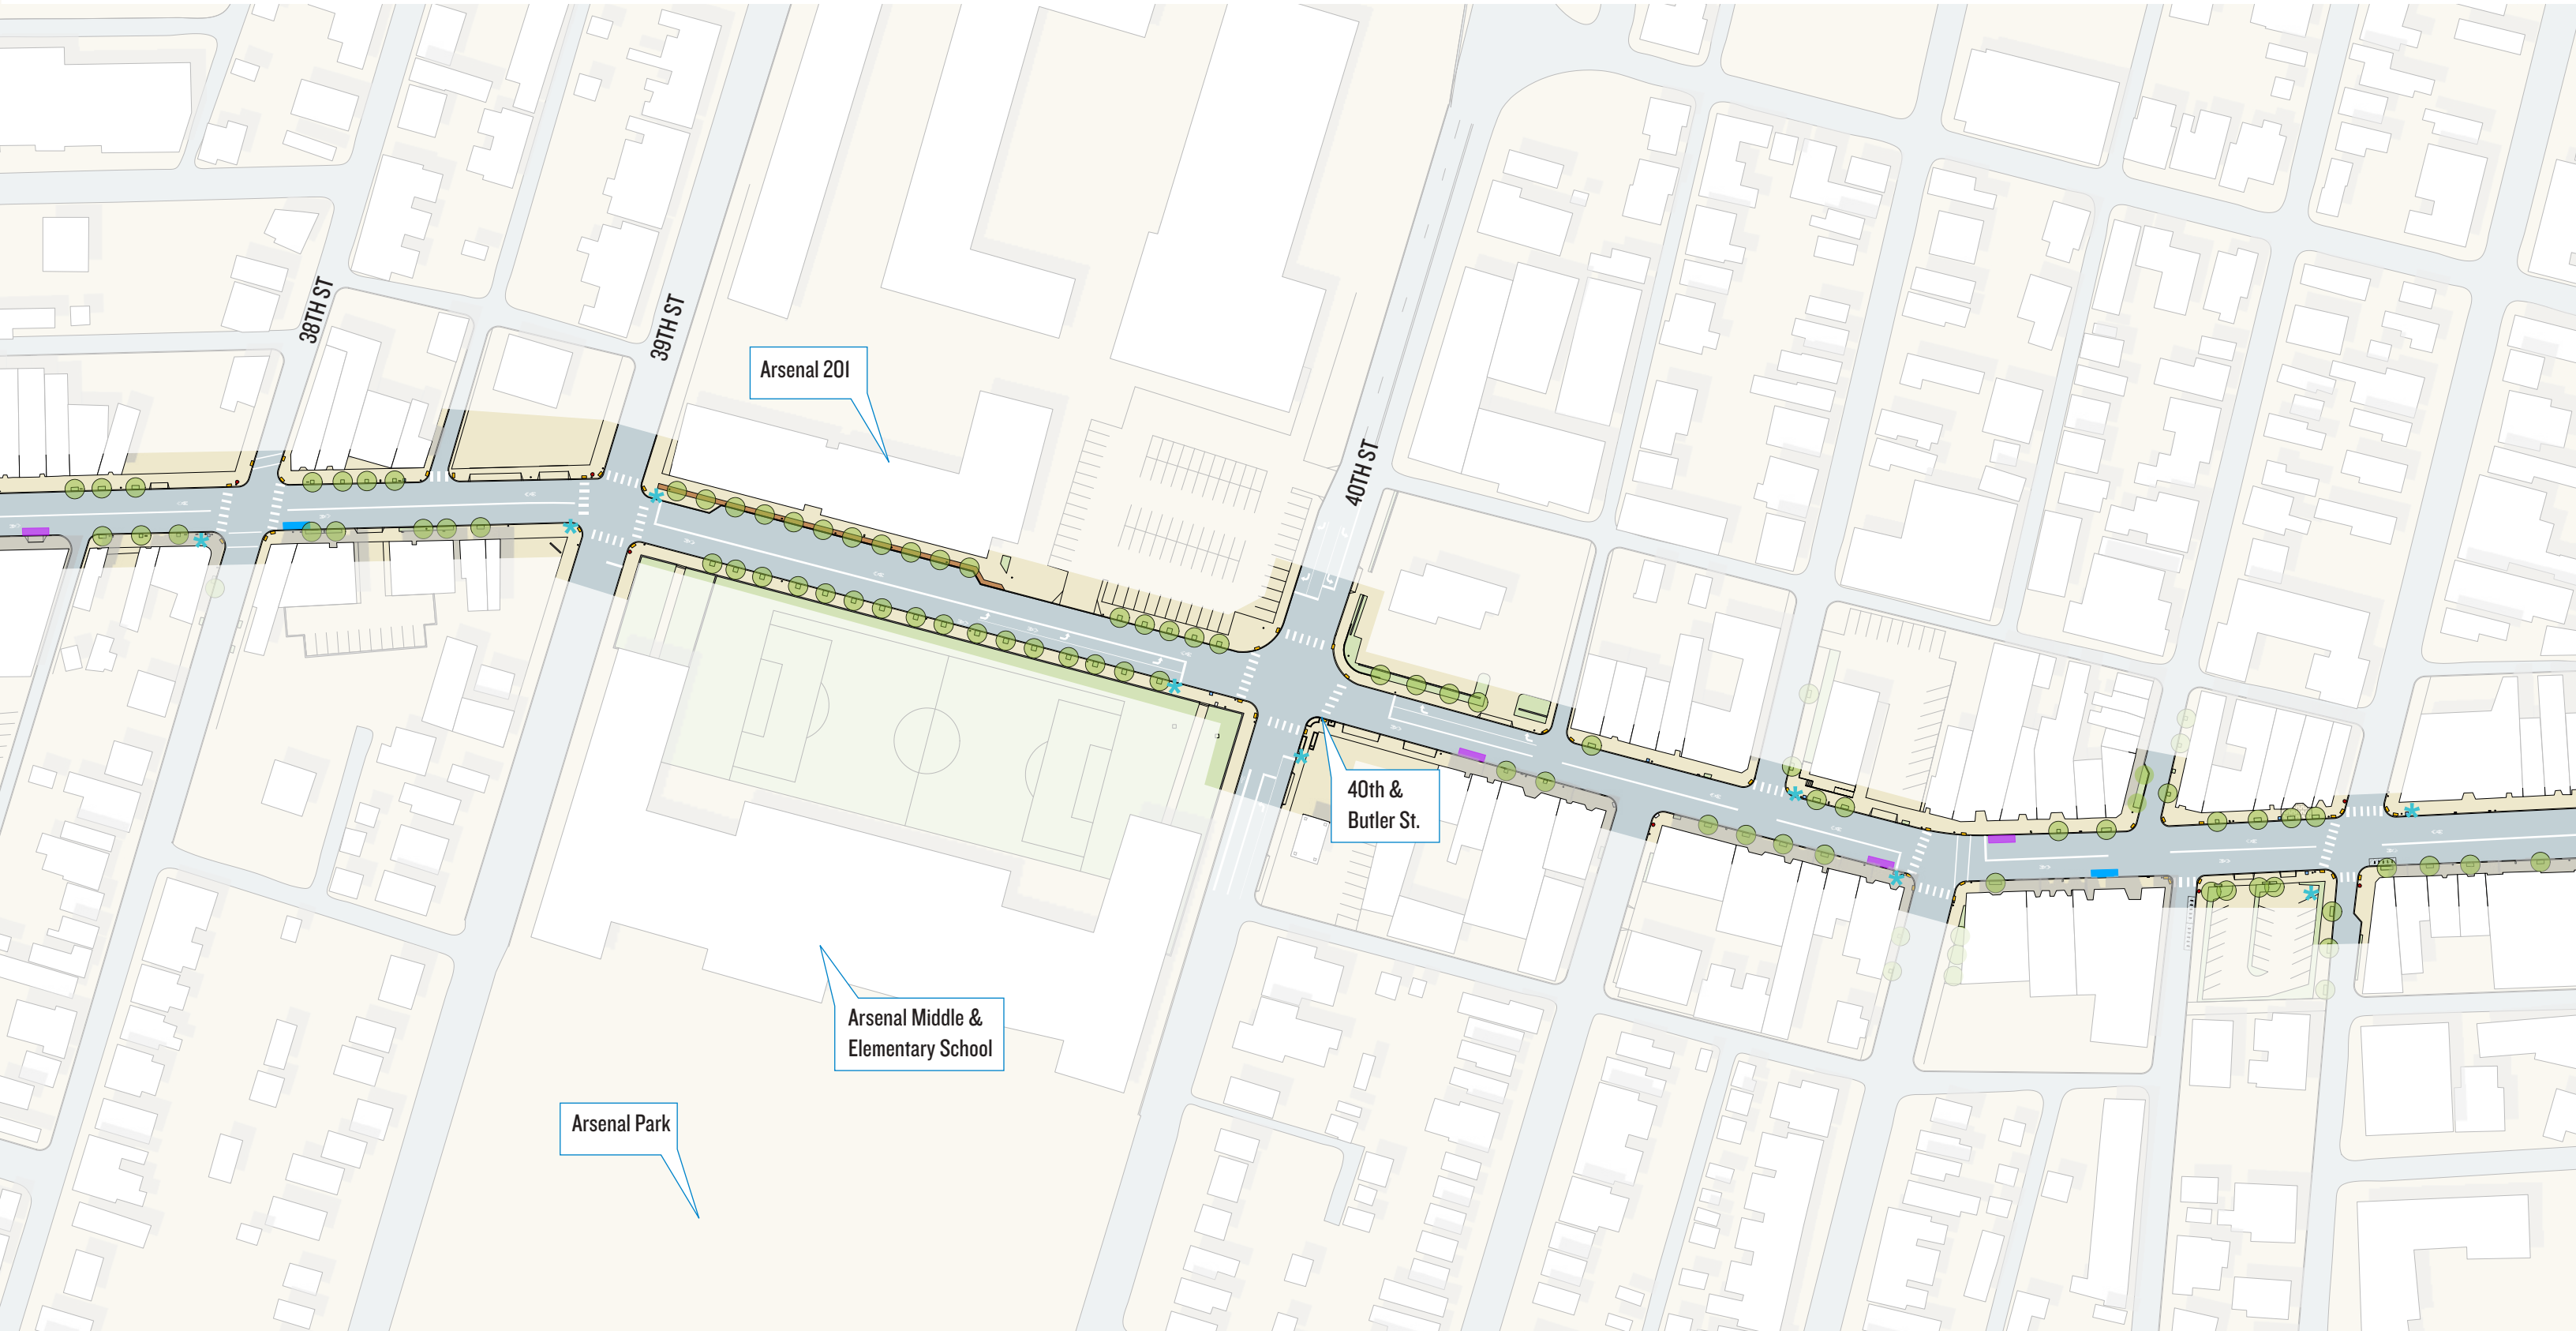 38TH ST
39TH ST
Arsenal 201
40TH ST
40th &
Butler St.
Arsenal Middle &
Elementary School
Arsenal Park